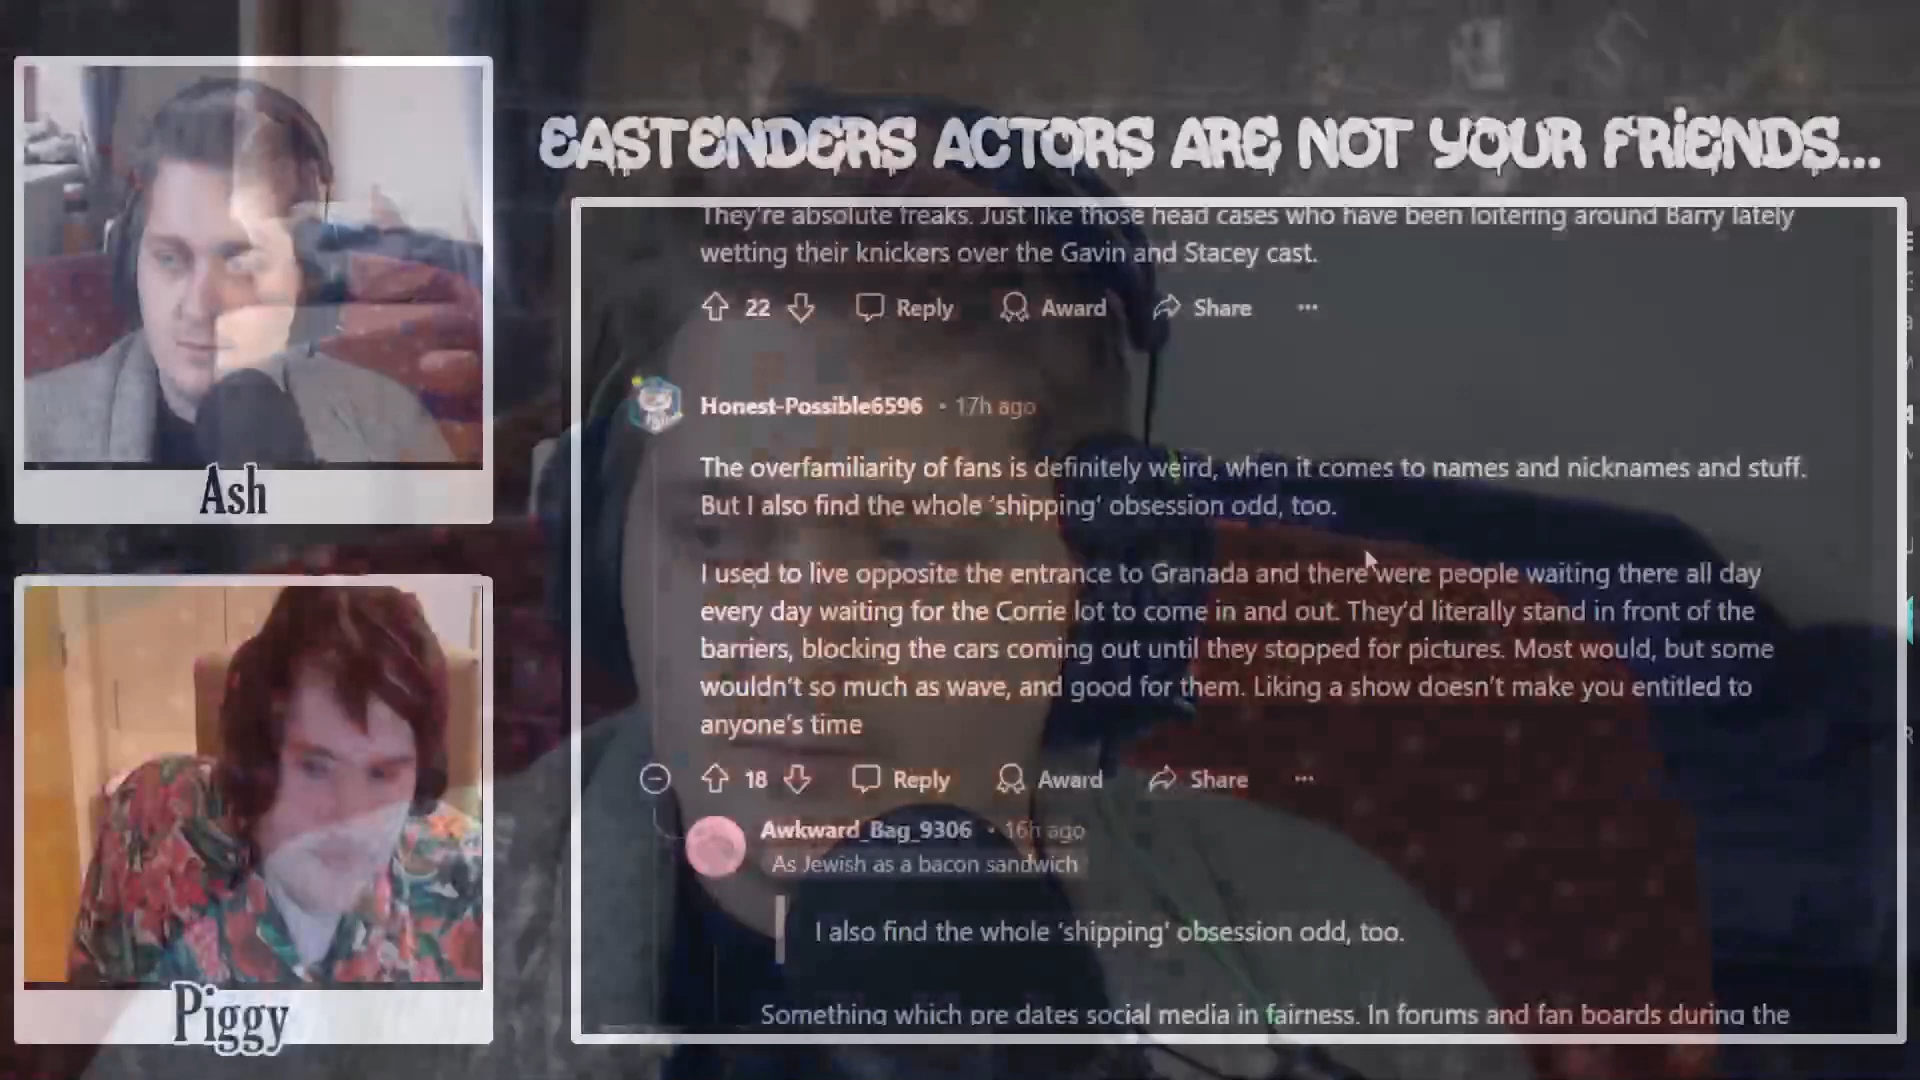 EASTENDERS ACTORS ARE NOT YOUR FRIENDS...
They're absolute freaks. Just like those head cases who have been loitering around Barry lately
wetting their knickers over the Gavin and Stacey cast.
22 Reply Award Share ...
Honest-Possible6596 • 17h ago
The overfamiliarity of fans is definitely weird, when it comes to names and nicknames and stuff.
But I also find the whole ‘shipping’ obsession odd, too.
I used to live opposite the entrance to Granada and there were people waiting there all day
every day waiting for the Corrie lot to come in and out. They’d literally stand in front of the
barriers, blocking the cars coming out until they stopped for pictures. Most would, but some
wouldn’t so much as wave, and good for them. Liking a show doesn’t make you entitled to
anyone’s time
18 Reply Award Share ...
Awkward_Bag_9306 • 16h ago
As Jewish as a bacon sandwich
I also find the whole ‘shipping’ obsession odd, too.
Something which pre dates social media in fairness. In forums and fan boards during the
Ash
Piggy